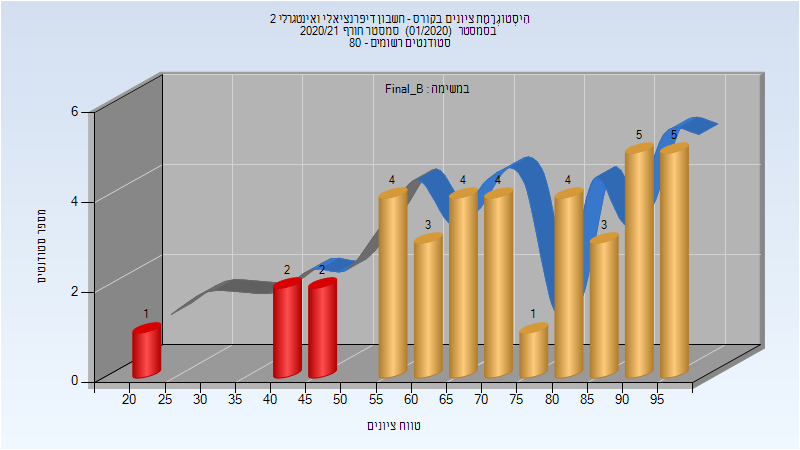 היסטוגרמת ציונים בקורס - חשבון דיפרנציאלי ואינטגרלי 2
בסמסטר (01/2020) סמסטר חורף 2020/21
סטודנטים רשומים - 80
במשימה : Final_B
מספר סטודנטים
6
4
2
0
1
2
2
4
3
4
4
1
4
3
5
5
20 25 30 35 40 45 50 55 60 65 70 75 80 85 90 95
טווח ציונים